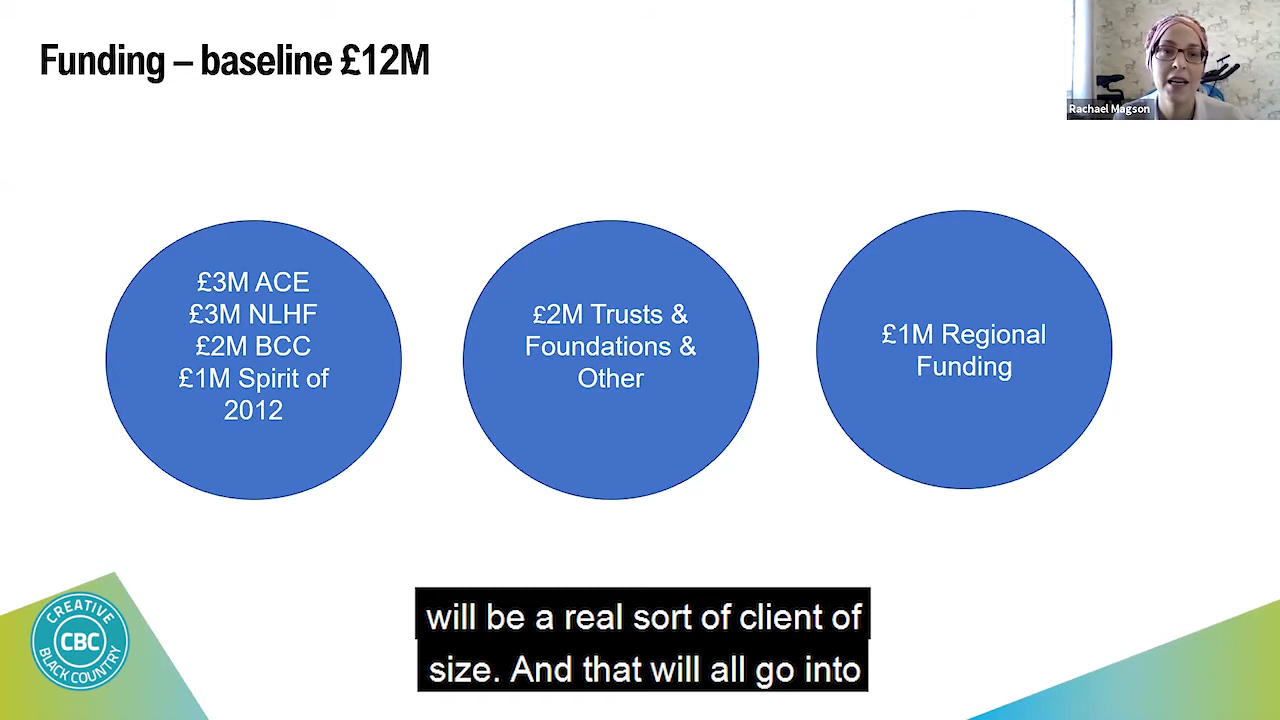 Funding – baseline £12M
Rachael Magson
£3M ACE
£3M NLHF
£2M BCC
£1M Spirit of
2012
£2M Trusts &
Foundations &
Other
£1M Regional
Funding
CREATIVE
CBC
BLACK COUNTRY
will be a real sort of client of
size. And that will all go into